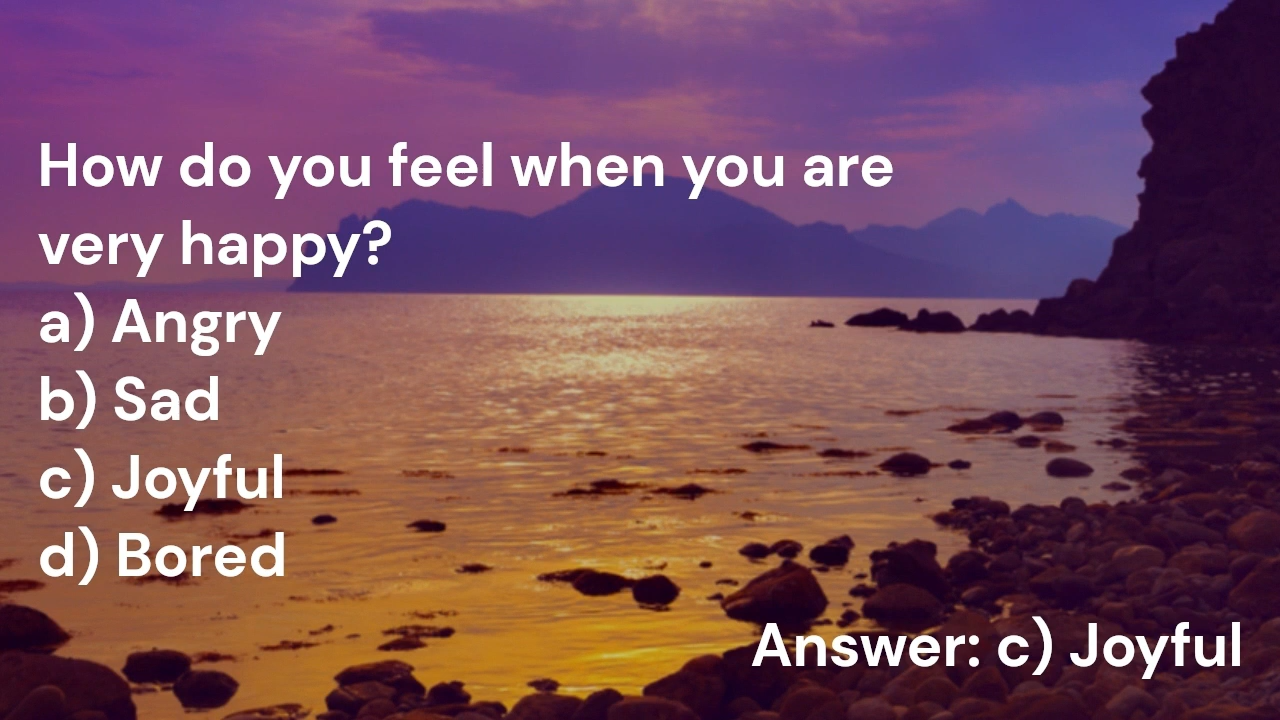 How do you feel when you are
very happy?
a) Angry
b) Sad
c) Joyful
d) Bored
Answer: c) Joyful